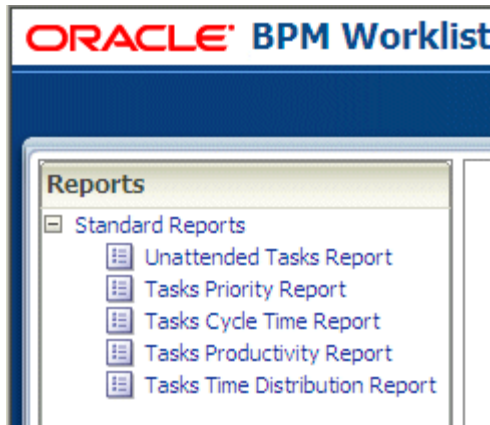 ORACLE BPM Worklist
Reports
Standard Reports
Unattended Tasks Report
Tasks Priority Report
Tasks Cycle Time Report
Tasks Productivity Report
Tasks Time Distribution Report